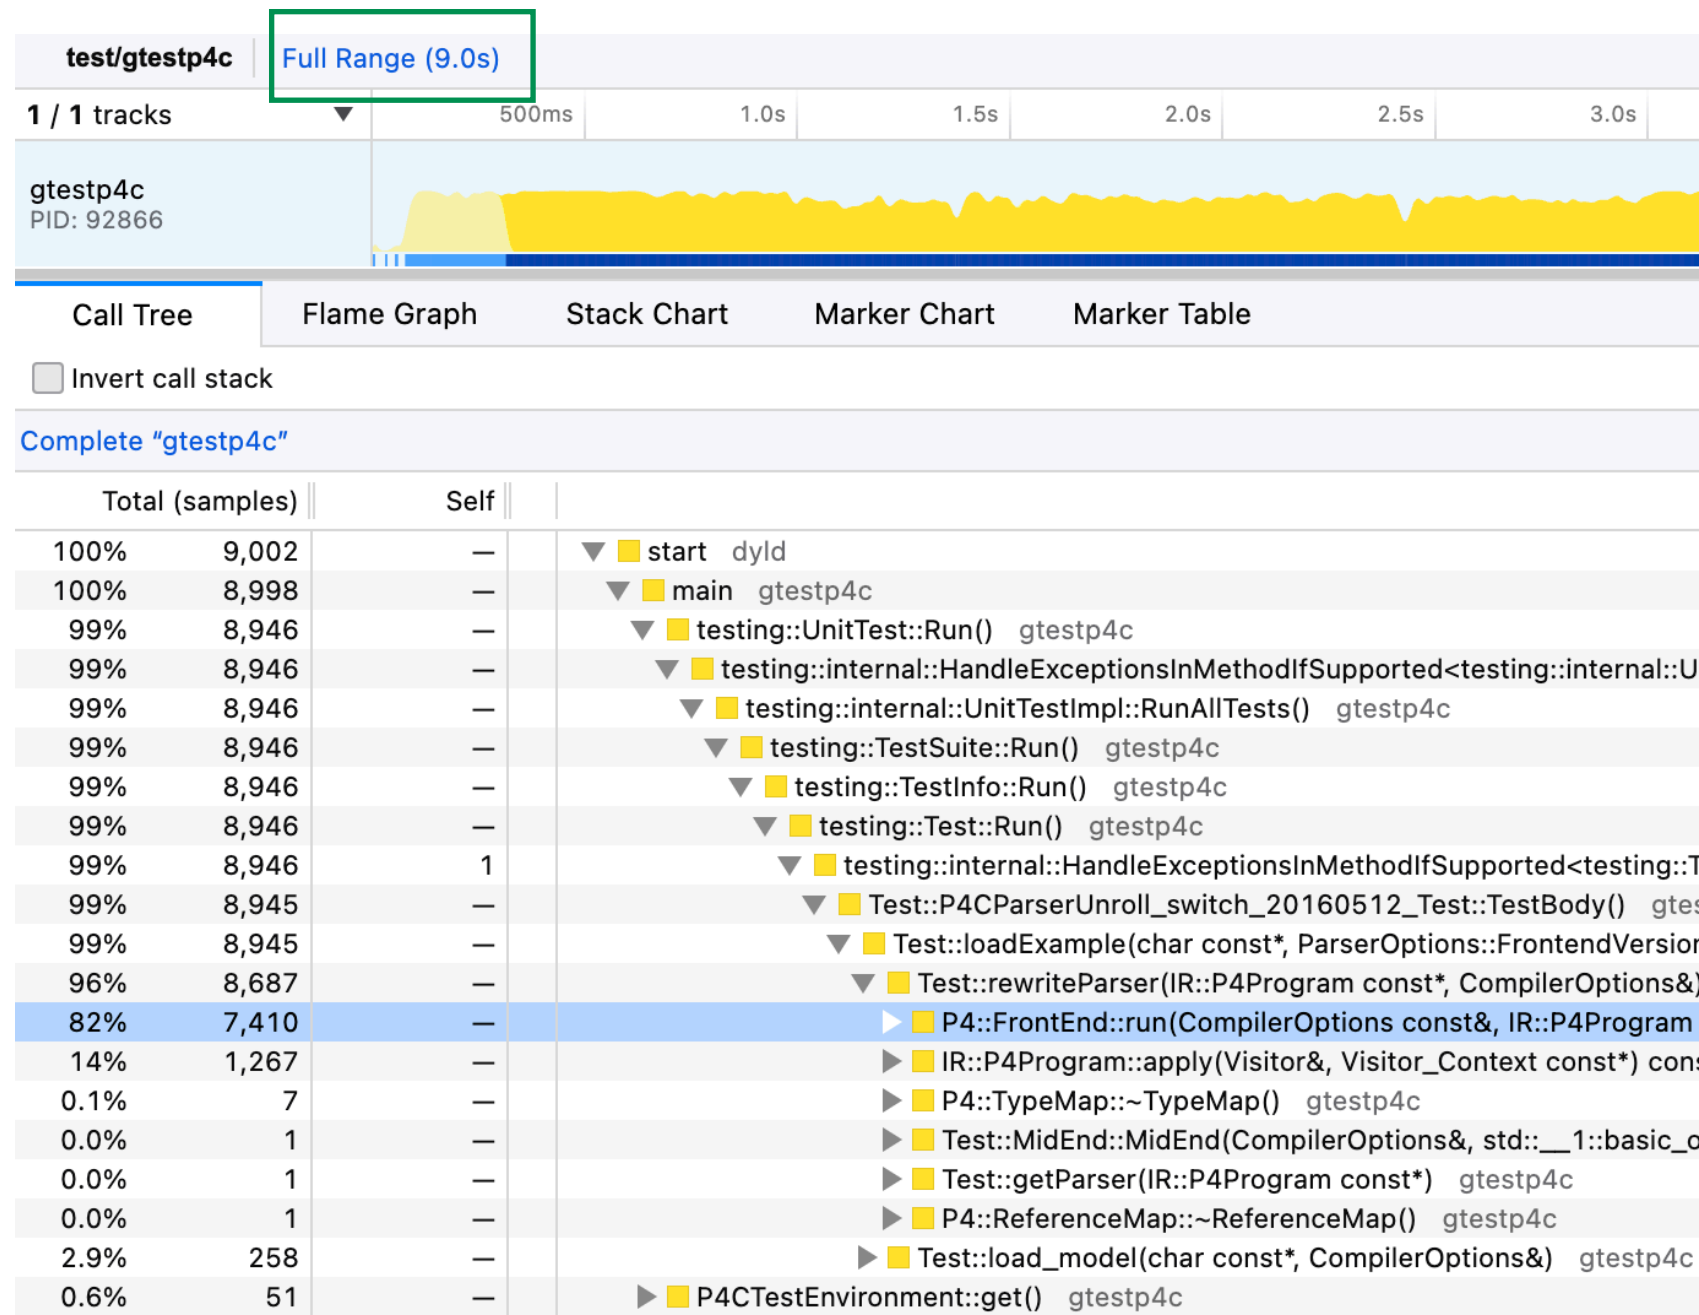 test/gtestp4c Full Range (9.0s)
1 / 1 tracks 500ms 1.0s 1.5s 2.0s 2.5s 3.0s
gtestp4c
PID: 92866
Call Tree Flame Graph Stack Chart Marker Chart Marker Table
Invert call stack
Complete “gtestp4c”
Total (samples) Self
100% 9,002 — start dyld
100% 8,998 — main gtestp4c
99% 8,946 — testing::UnitTest::Run() gtestp4c
99% 8,946 — testing::internal::HandleExceptionsInMethodIfSupported<testing::internal::U
99% 8,946 — testing::internal::UnitTestImpl::RunAllTests() gtestp4c
99% 8,946 — testing::TestSuite::Run() gtestp4c
99% 8,946 — testing::TestInfo::Run() gtestp4c
99% 8,946 — testing::Test::Run() gtestp4c
99% 8,946 1 testing::internal::HandleExceptionsInMethodIfSupported<testing::T
99% 8,945 — Test::P4CParserUnroll_switch_20160512_Test::TestBody() gtes
99% 8,945 — Test::loadExample(char const*, ParserOptions::FrontendVersion
96% 8,687 — Test::rewriteParser(IR::P4Program const*, CompilerOptions&)
82% 7,410 — P4::FrontEnd::run(CompilerOptions const&, IR::P4Program
14% 1,267 — IR::P4Program::apply(Visitor&, Visitor_Context const*) cons
0.1% 7 — P4::TypeMap::~TypeMap() gtestp4c
0.0% 1 — Test::MidEnd::MidEnd(CompilerOptions&, std::__1::basic_o
0.0% 1 — Test::getParser(IR::P4Program const*) gtestp4c
0.0% 1 — P4::ReferenceMap::~ReferenceMap() gtestp4c
2.9% 258 — Test::load_model(char const*, CompilerOptions&) gtestp4c
0.6% 51 — P4CTestEnvironment::get() gtestp4c